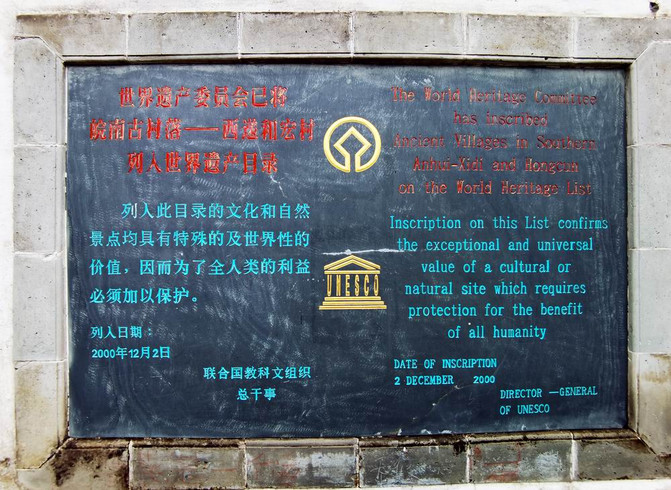 世界遗产委员会已将
皖南古村落——西递和宏村
列入世界遗产目录
列入此目录的文化和自然
景点均具有特殊的及世界性的
价值，因而为了全人类的利益
必须加以保护。
列入日期：
2000年12月2日
联合国教科文组织
总干事
UNESCO
The World Heritage Committee
has inscribed
Ancient Villages in Southern
Anhui-Xidi and Hongcun
on the World Heritage List
Inscription on this List confirms
the exceptional and universal
value of a cultural or
natural site which requires
protection for the benefit
of all humanity
DATE OF INSCRIPTION
2 DECEMBER 2000
DIRECTOR —GENERAL
OF UNESCO